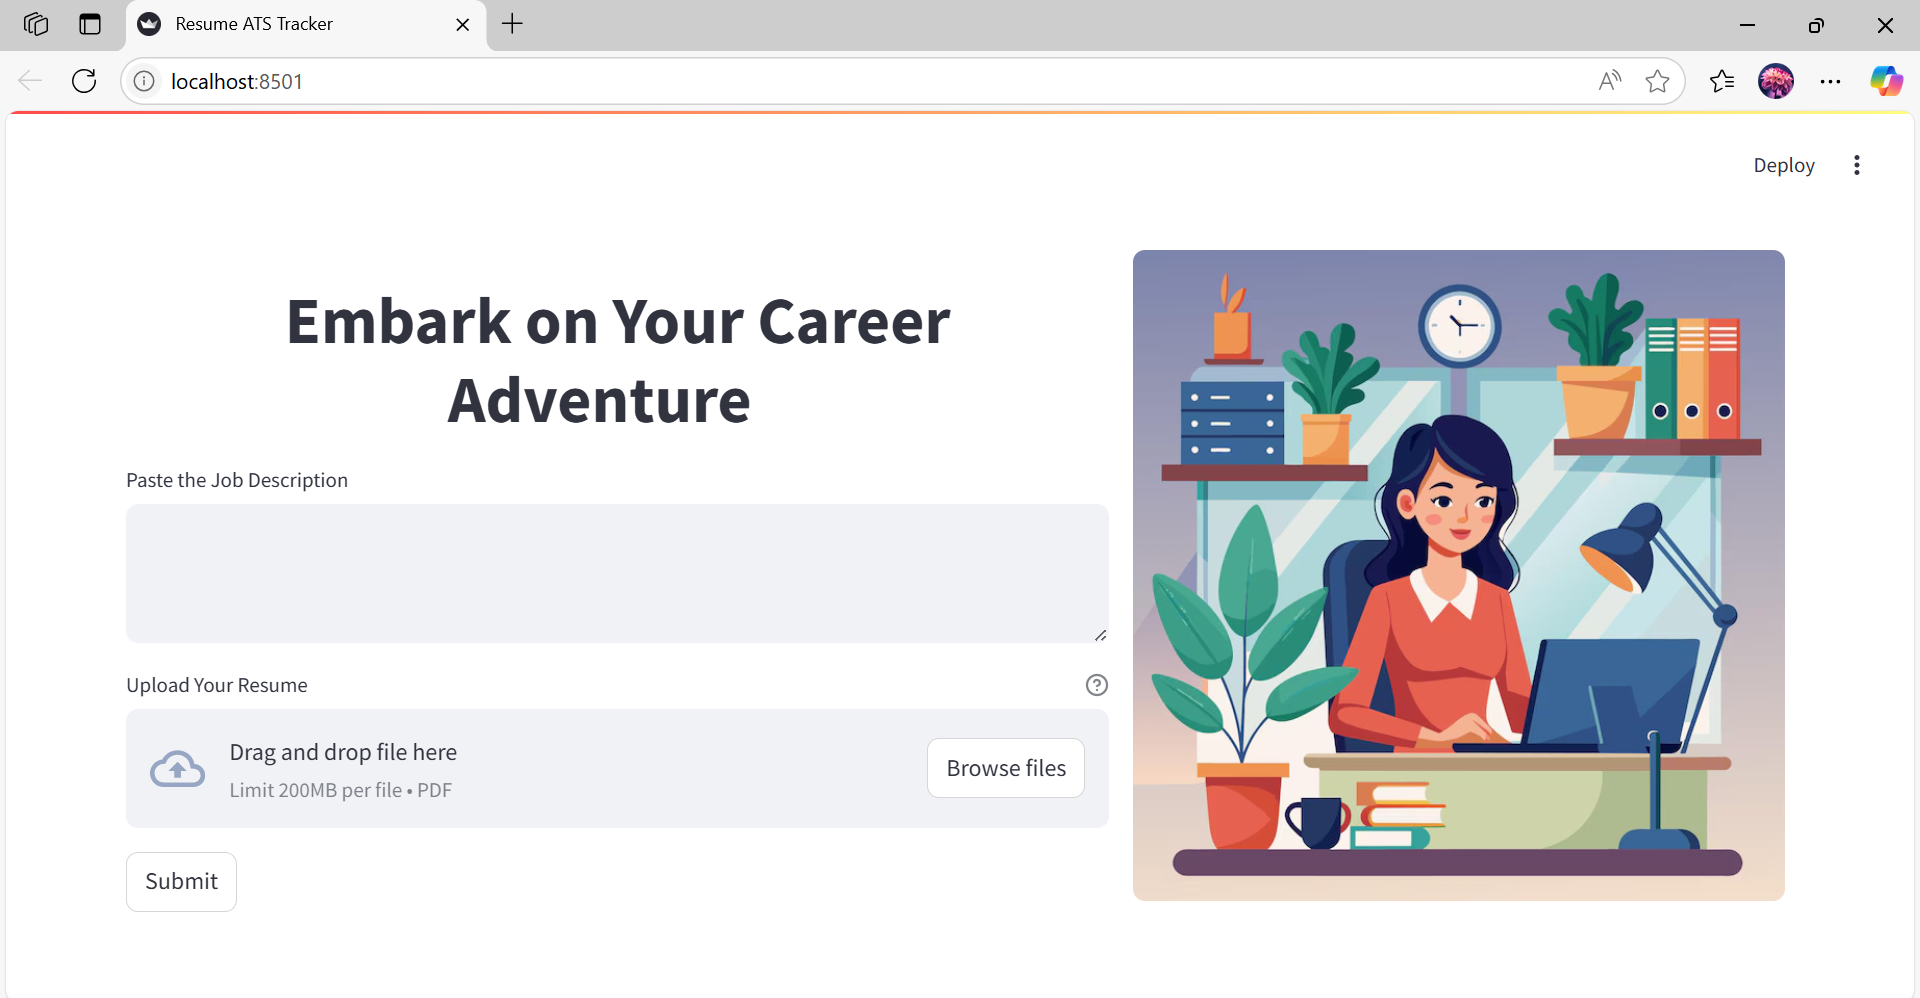 Resume ATS Tracker
localhost:8501
Deploy
Embark on Your Career
Adventure
Paste the Job Description
Upload Your Resume
Drag and drop file here
Limit 200MB per file • PDF
Browse files
Submit